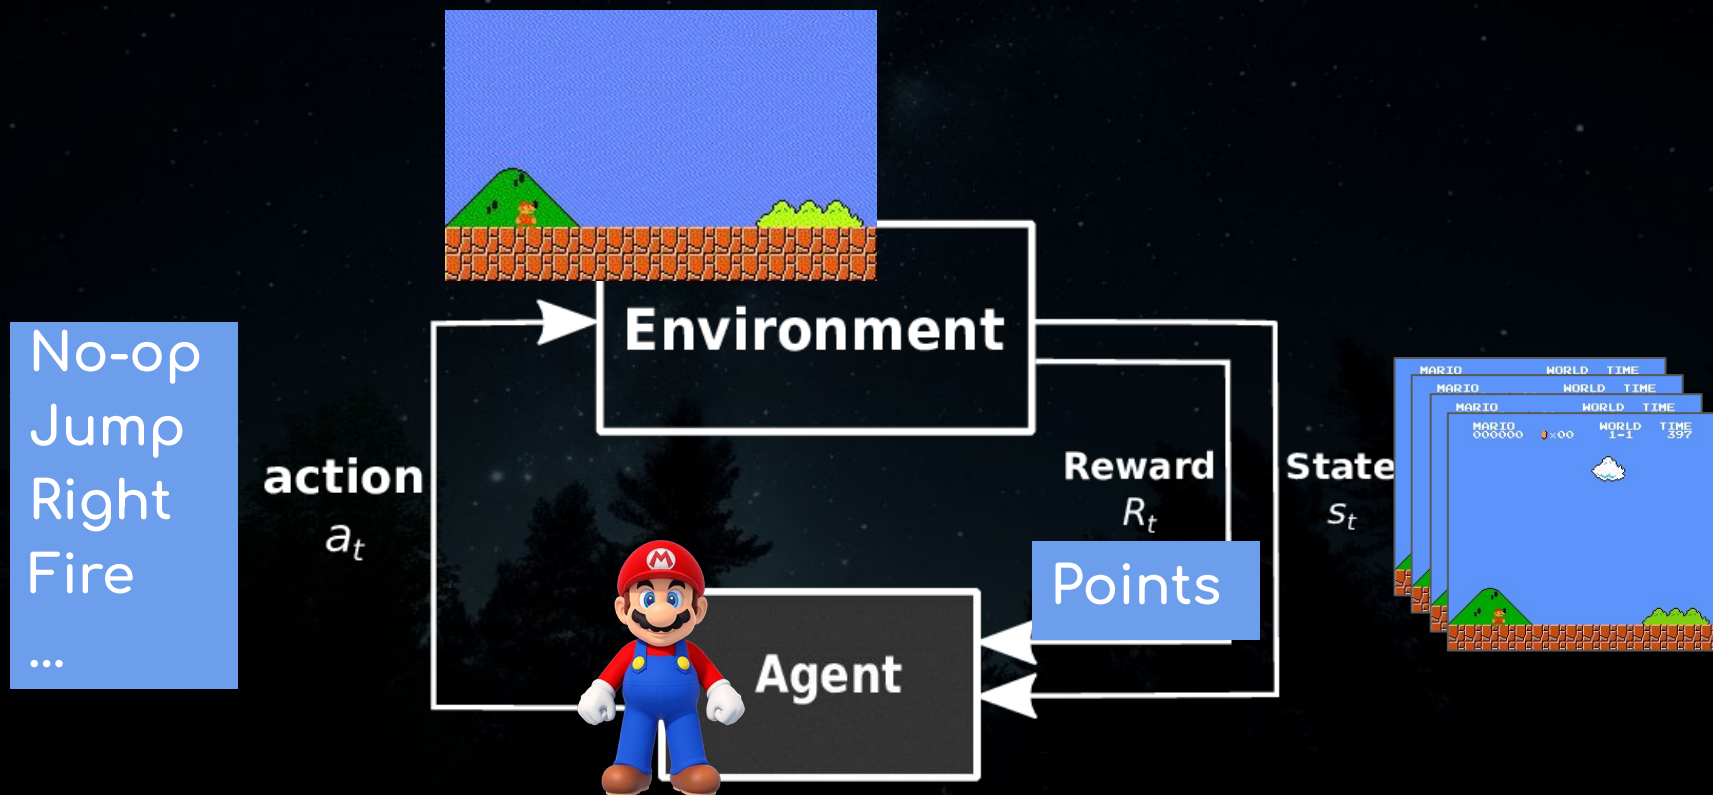 No-op
Jump
Right
Fire
...
action
a_t
Environment
Reward
R_t
Points
State
s_t
Agent
M
MARIO WORLD TIME
MARIO WORLD TIME
MARIO WORLD TIME
MARIO WORLD TIME
000000 ×00 1-1 397